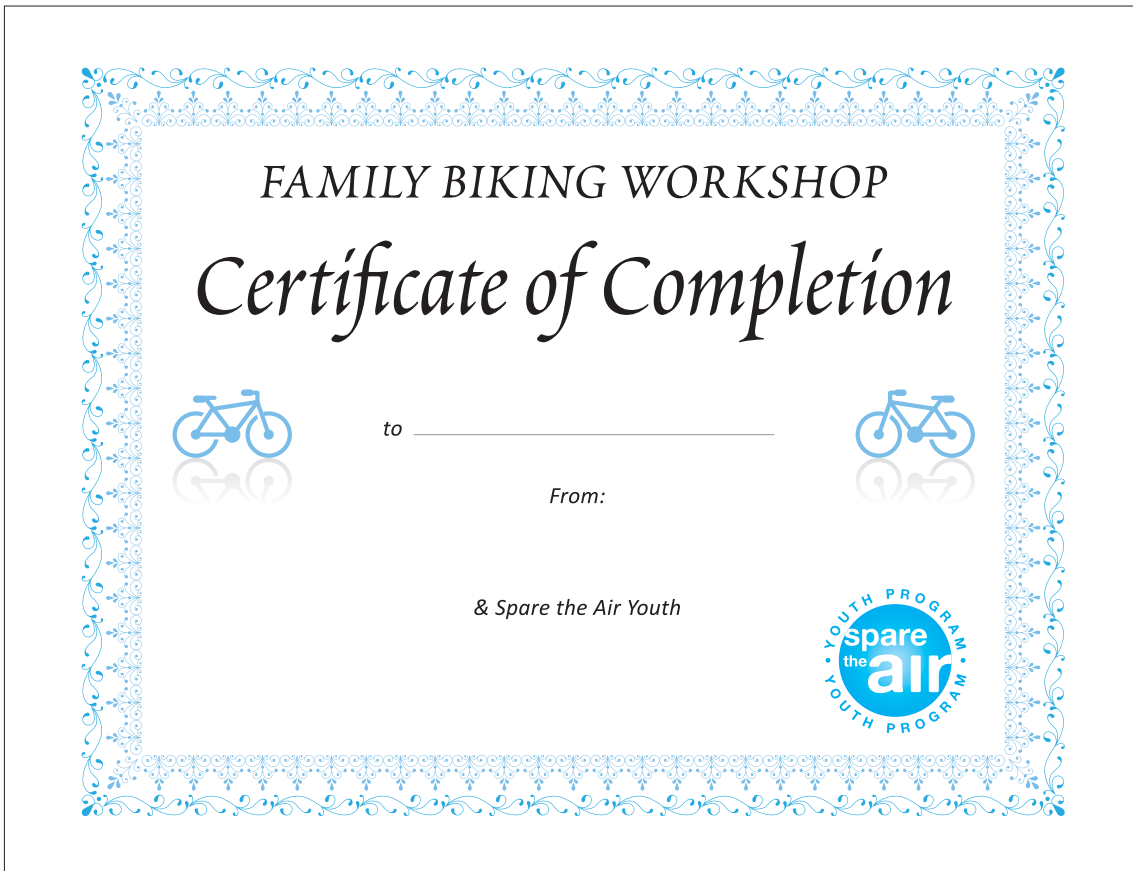 FAMILY BIKING WORKSHOP
Certificate of Completion
to
From:
& Spare the Air Youth
YOUTH PROGRAM
spare
the air
YOUTH PROGRAM